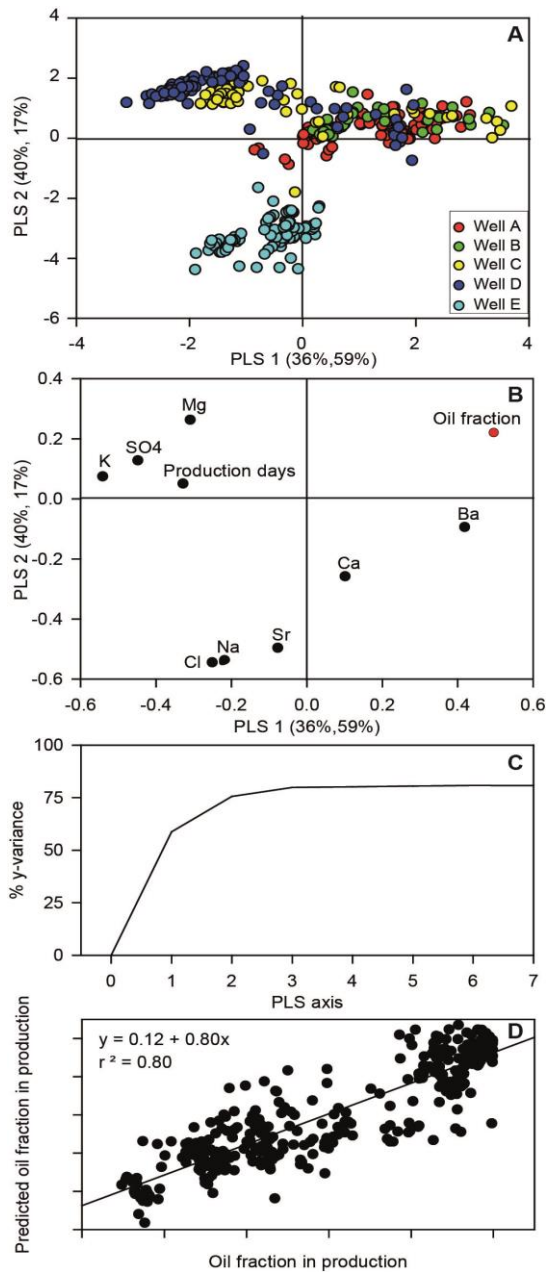 4
A
2
0
-2
-4
-6
PLS 2 (40%, 17%)
Well A
Well B
Well C
Well D
Well E
-4 -2 0 2 4
PLS 1 (36%,59%)
0.4
B
Mg
Oil fraction
0.2
SO4
K
Production days
0.0
Ba
Ca
-0.2
-0.4
Sr
Na
Cl
-0.6
PLS 2 (40%, 17%)
-0.6 -0.4 -0.2 0.0 0.2 0.4 0.6
PLS 1 (36%,59%)
100
C
75
50
25
0
% y-variance
0 1 2 3 4 5 6 7
PLS axis
D
y = 0.12 + 0.80x
r ² = 0.80
Predicted oil fraction in production
Oil fraction in production